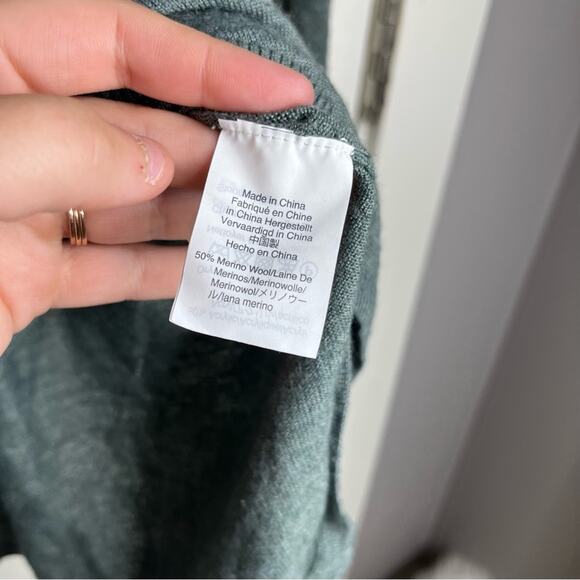 Made in China
Fabriqué en Chine
in China Hergestellt
Vervaardigd in China
中国製
Hecho en China
50% Merino Wool/Laine De
Merinos/Merinowolle/
Merinowol/メリノウー
ル/lana merino